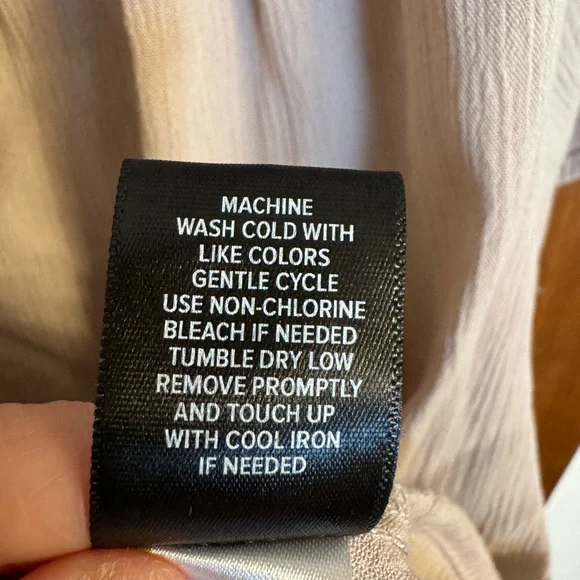 MACHINE
WASH COLD WITH
LIKE COLORS
GENTLE CYCLE
USE NON-CHLORINE
BLEACH IF NEEDED
TUMBLE DRY LOW
REMOVE PROMPTLY
AND TOUCH UP
WITH COOL IRON
IF NEEDED